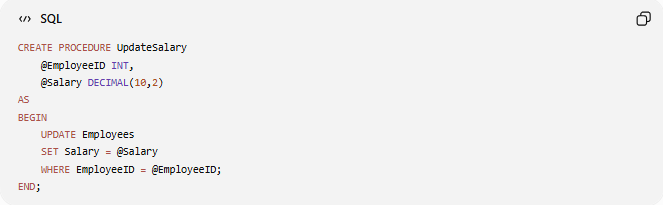 SQL
CREATE PROCEDURE UpdateSalary
    @EmployeeID INT,
    @Salary DECIMAL(10,2)
AS
BEGIN
    UPDATE Employees
    SET Salary = @Salary
    WHERE EmployeeID = @EmployeeID;
END;